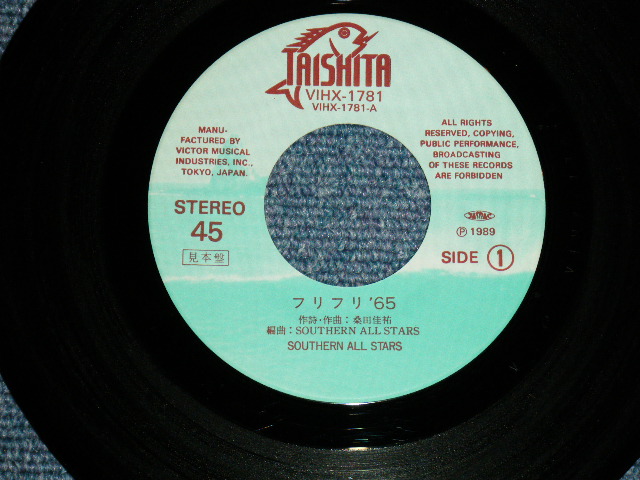 TAISHITA
VIHX-1781
VIHX-1781-A
MANU-
FACTURED BY
VICTOR MUSICAL
INDUSTRIES, INC.,
TOKYO, JAPAN.
ALL RIGHTS
RESERVED, COPYING,
PUBLIC PERFORMANCE,
BROADCASTING
OF THESE RECORDS
ARE FORBIDDEN
STEREO
45
見本盤
Ⓟ 1989
SIDE ①
フリフリ '65
作詩・作曲：桑田佳祐
編曲：SOUTHERN ALL STARS
SOUTHERN ALL STARS